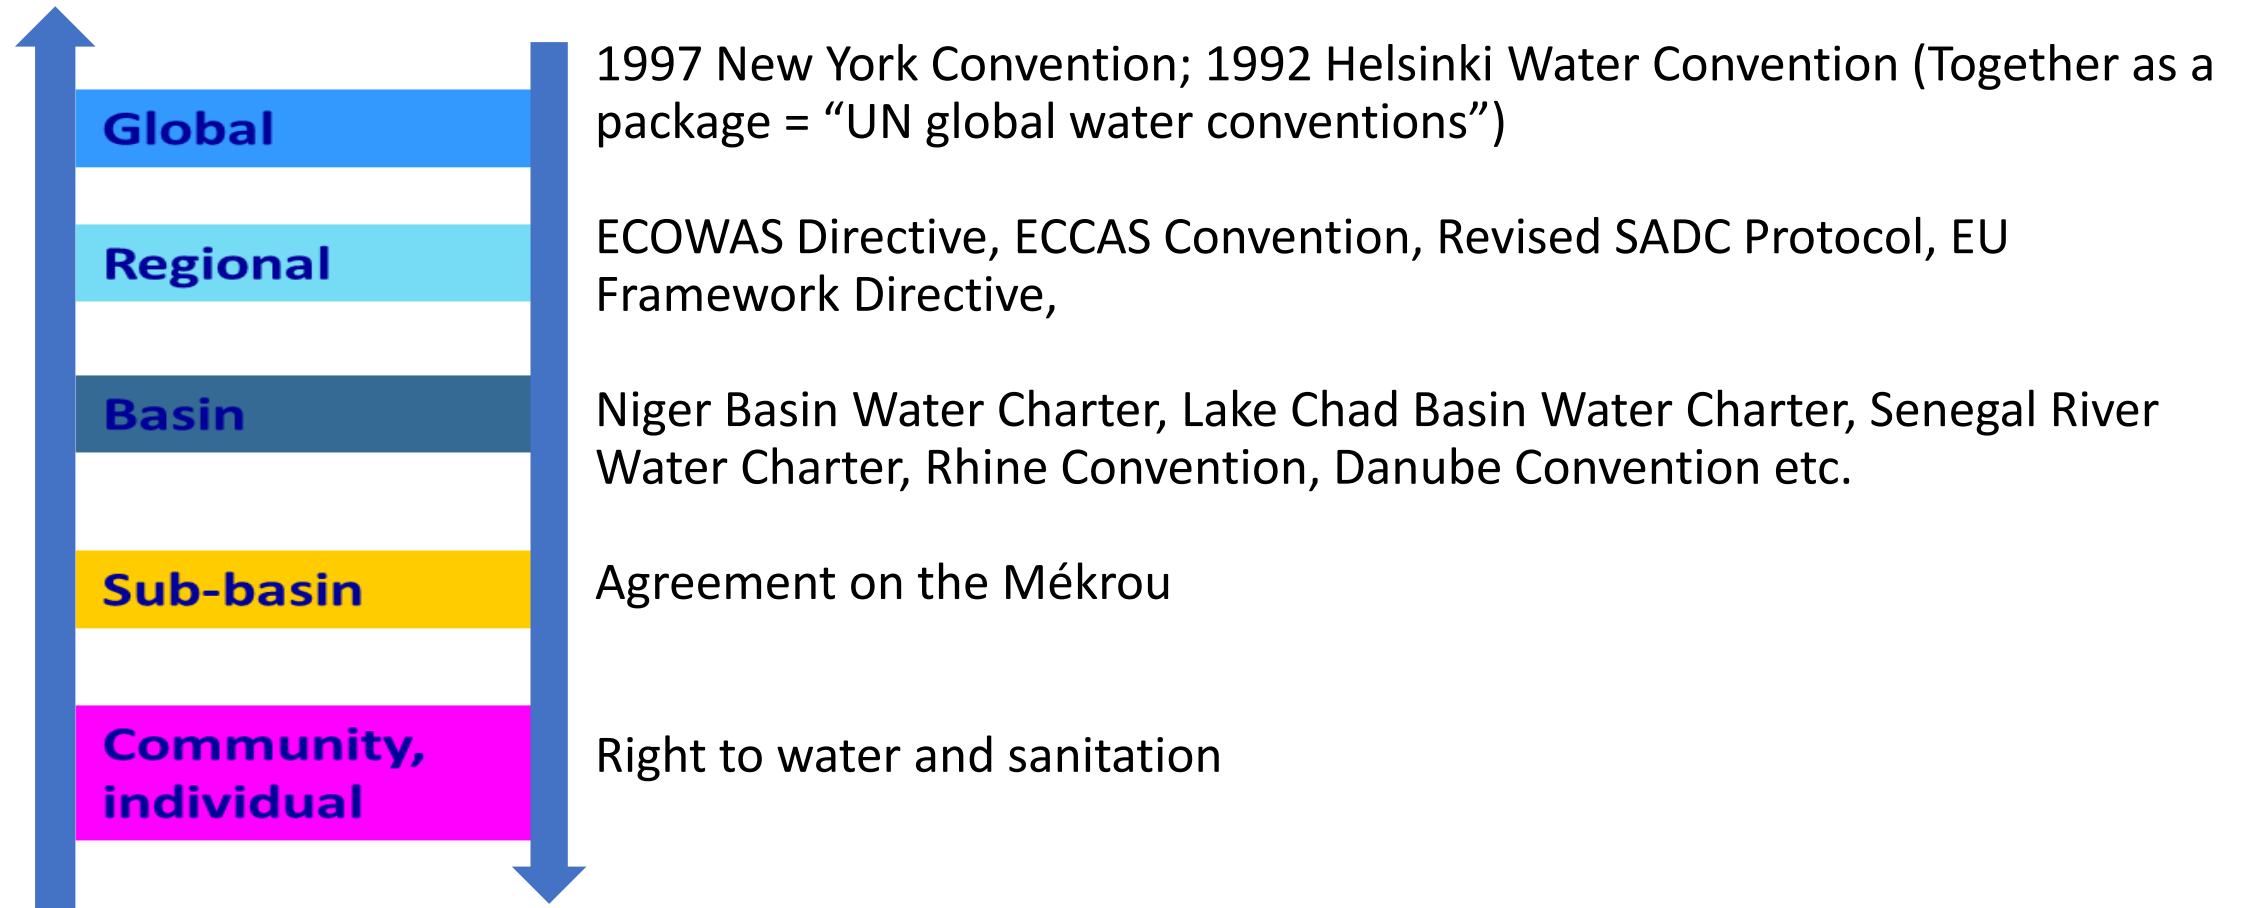 Global
1997 New York Convention; 1992 Helsinki Water Convention (Together as a
package = “UN global water conventions”)
Regional
ECOWAS Directive, ECCAS Convention, Revised SADC Protocol, EU
Framework Directive,
Basin
Niger Basin Water Charter, Lake Chad Basin Water Charter, Senegal River
Water Charter, Rhine Convention, Danube Convention etc.
Sub-basin
Agreement on the Mékrou
Community,
individual
Right to water and sanitation